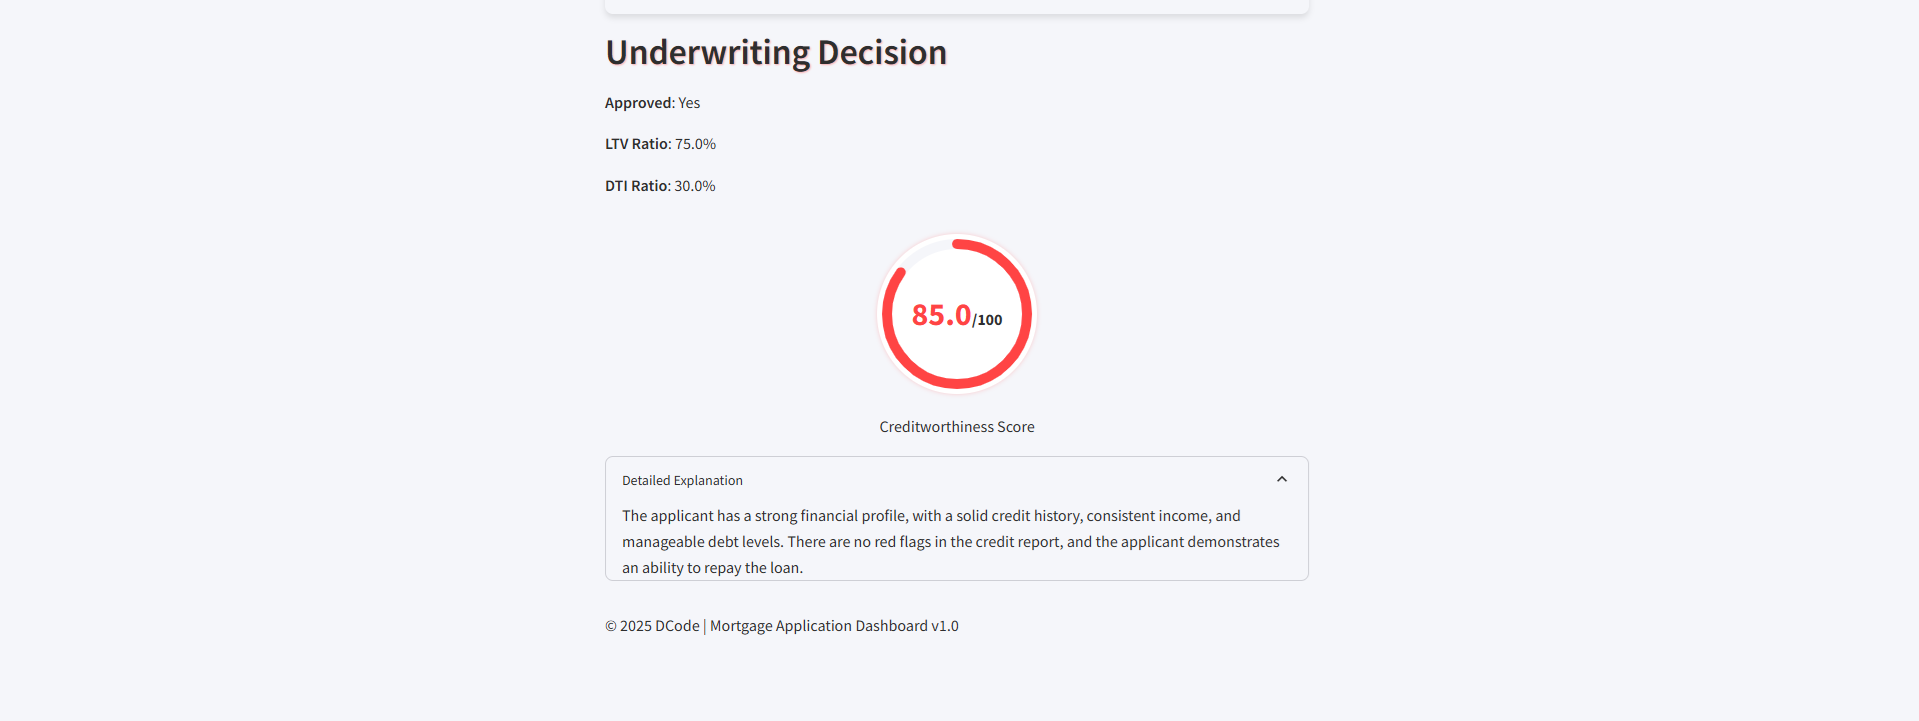 Underwriting Decision
Approved: Yes
LTV Ratio: 75.0%
DTI Ratio: 30.0%
85.0/100
Creditworthiness Score
Detailed Explanation
The applicant has a strong financial profile, with a solid credit history, consistent income, and
manageable debt levels. There are no red flags in the credit report, and the applicant demonstrates
an ability to repay the loan.
© 2025 DCode | Mortgage Application Dashboard v1.0